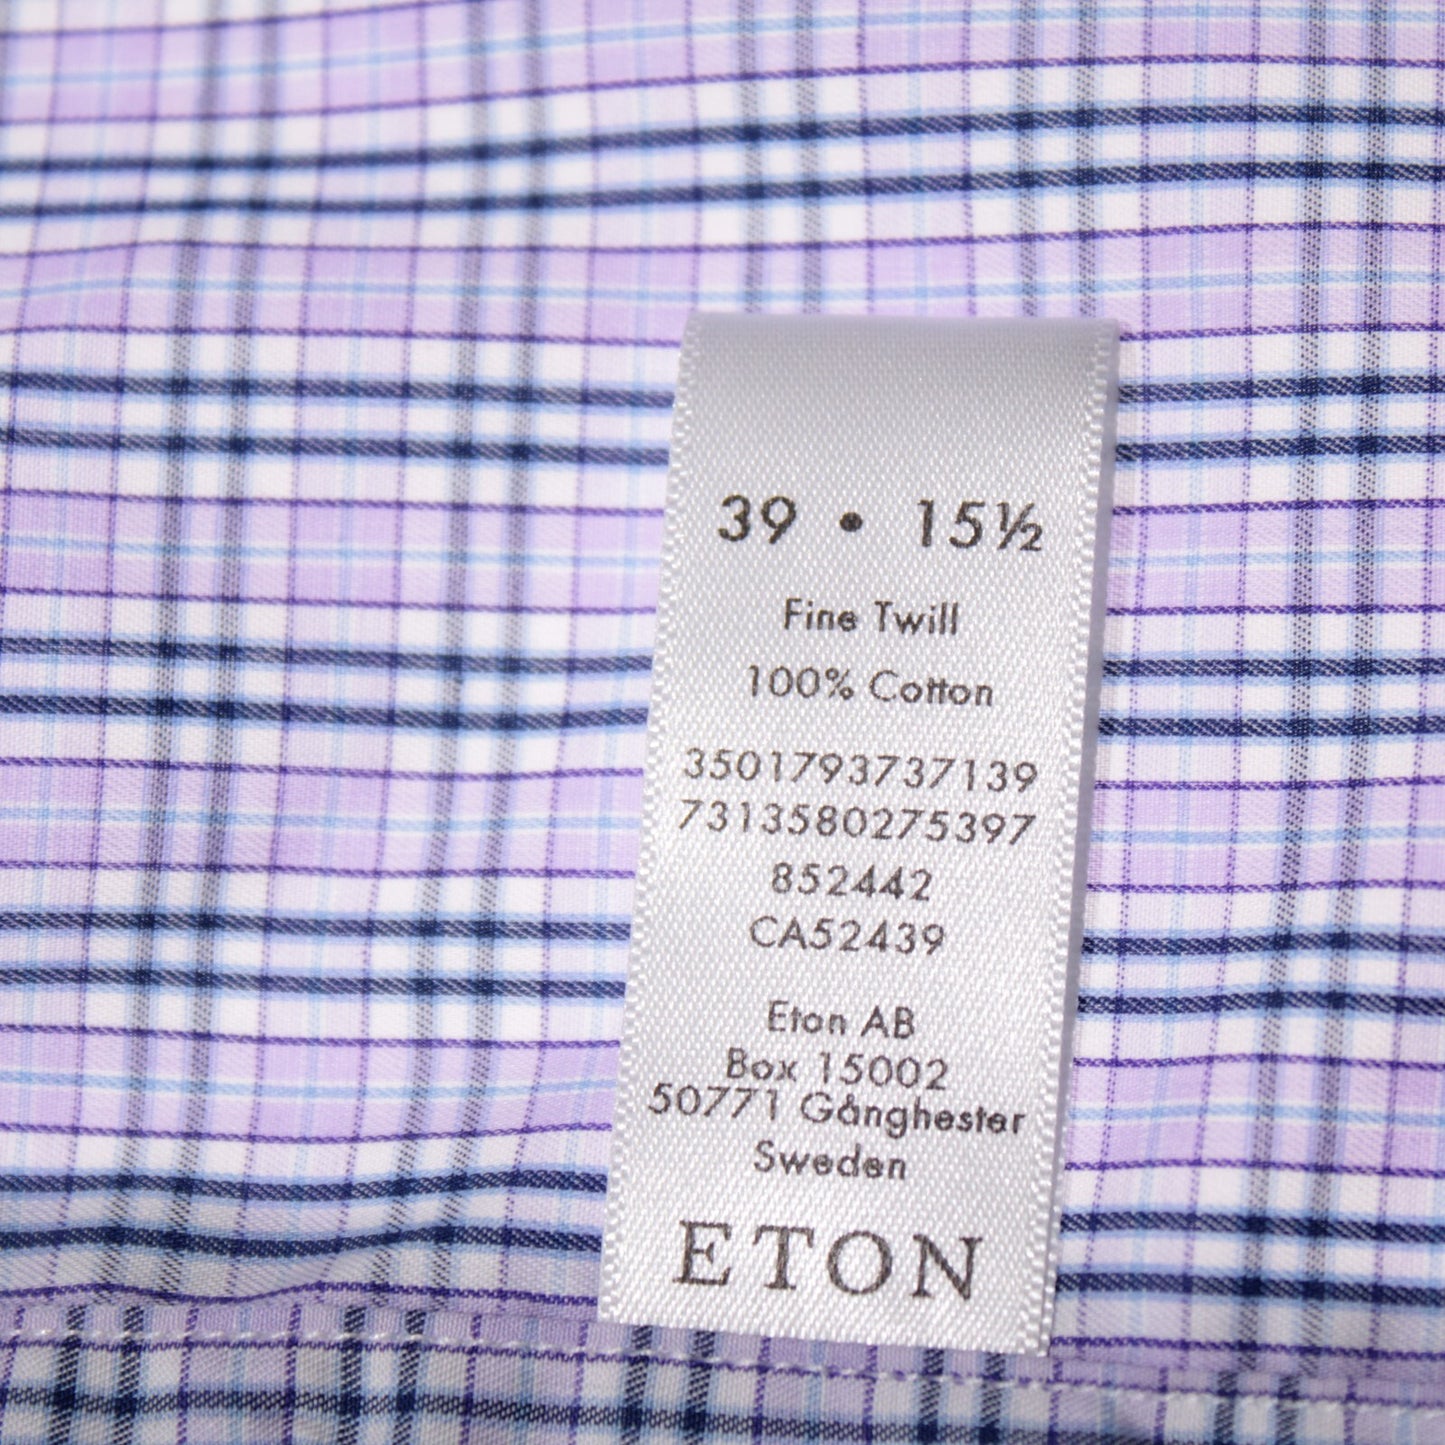 39 • 15½
Fine Twill
100% Cotton
3501793737139
7313580275397
852442
CA52439
Eton AB
Box 15002
50771 Gånghester
Sweden
ETON